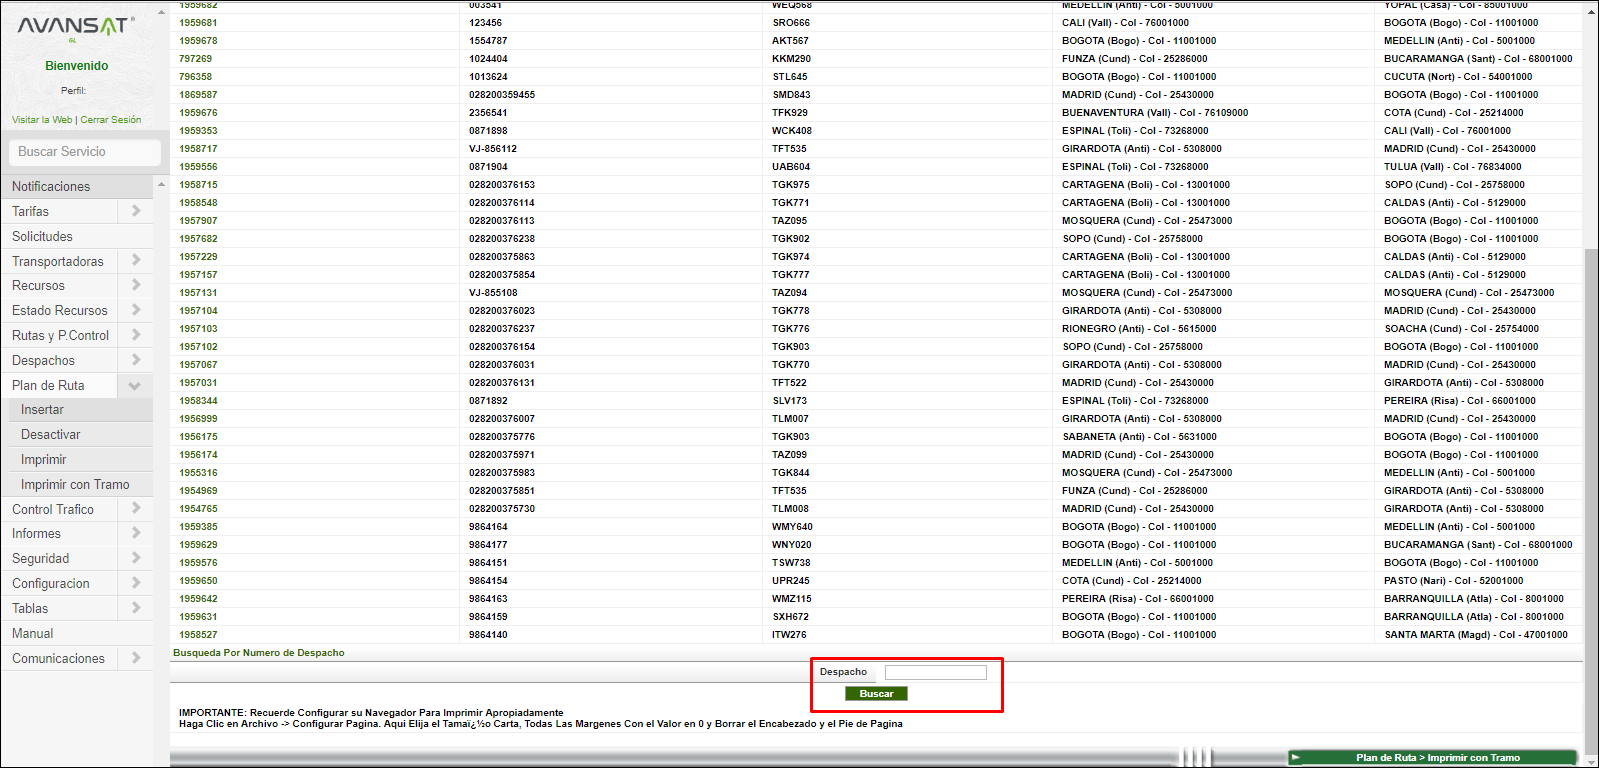 AVANSAT
GL
Bienvenido
Perfil:
Visitar la Web | Cerrar Sesión
Buscar Servicio
Notificaciones
Tarifas
Solicitudes
Transportadoras
Recursos
Estado Recursos
Rutas y P.Control
Despachos
Plan de Ruta
Insertar
Desactivar
Imprimir
Imprimir con Tramo
Control Trafico
Informes
Seguridad
Configuracion
Tablas
Manual
Comunicaciones
1959682 003541 WEQ568 MEDELLIN (Anti) - Col - 5001000 YOPAL (Casa) - Col - 85001000
1959681 123456 SRO666 CALI (Vall) - Col - 76001000 BOGOTA (Bogo) - Col - 11001000
1959678 1554787 AKT567 BOGOTA (Bogo) - Col - 11001000 MEDELLIN (Anti) - Col - 5001000
797269 1024404 KKM290 FUNZA (Cund) - Col - 25286000 BUCARAMANGA (Sant) - Col - 68001000
796358 1013624 STL645 BOGOTA (Bogo) - Col - 11001000 CUCUTA (Nort) - Col - 54001000
1869587 028200359455 SMD843 MADRID (Cund) - Col - 25430000 BOGOTA (Bogo) - Col - 11001000
1959676 2356541 TFK929 BUENAVENTURA (Vall) - Col - 76109000 COTA (Cund) - Col - 25214000
1959353 0871898 WCK408 ESPINAL (Toli) - Col - 73268000 CALI (Vall) - Col - 76001000
1958717 VJ-856112 TFT535 GIRARDOTA (Anti) - Col - 5308000 MADRID (Cund) - Col - 25430000
1959556 0871904 UAB604 ESPINAL (Toli) - Col - 73268000 TULUA (Vall) - Col - 76834000
1958715 028200376153 TGK975 CARTAGENA (Boli) - Col - 13001000 SOPO (Cund) - Col - 25758000
1958548 028200376114 TGK771 CARTAGENA (Boli) - Col - 13001000 CALDAS (Anti) - Col - 5129000
1957907 028200376113 TAZ095 MOSQUERA (Cund) - Col - 25473000 BOGOTA (Bogo) - Col - 11001000
1957682 028200376238 TGK902 SOPO (Cund) - Col - 25758000 BOGOTA (Bogo) - Col - 11001000
1957229 028200375863 TGK974 CARTAGENA (Boli) - Col - 13001000 CALDAS (Anti) - Col - 5129000
1957157 028200375854 TGK777 CARTAGENA (Boli) - Col - 13001000 CALDAS (Anti) - Col - 5129000
1957131 VJ-855108 TAZ094 MOSQUERA (Cund) - Col - 25473000 MOSQUERA (Cund) - Col - 25473000
1957104 028200376023 TGK778 GIRARDOTA (Anti) - Col - 5308000 MADRID (Cund) - Col - 25430000
1957103 028200376237 TGK776 RIONEGRO (Anti) - Col - 5615000 SOACHA (Cund) - Col - 25754000
1957102 028200376154 TGK903 SOPO (Cund) - Col - 25758000 BOGOTA (Bogo) - Col - 11001000
1957067 028200376031 TGK770 GIRARDOTA (Anti) - Col - 5308000 MADRID (Cund) - Col - 25430000
1957031 028200376131 TFT522 MADRID (Cund) - Col - 25430000 GIRARDOTA (Anti) - Col - 5308000
1958344 0871892 SLV173 ESPINAL (Toli) - Col - 73268000 PEREIRA (Risa) - Col - 66001000
1956999 028200376007 TLM007 GIRARDOTA (Anti) - Col - 5308000 MADRID (Cund) - Col - 25430000
1956175 028200375776 TGK903 SABANETA (Anti) - Col - 5631000 BOGOTA (Bogo) - Col - 11001000
1956174 028200375971 TAZ099 MADRID (Cund) - Col - 25430000 BOGOTA (Bogo) - Col - 11001000
1955316 028200375983 TGK844 MOSQUERA (Cund) - Col - 25473000 MEDELLIN (Anti) - Col - 5001000
1954969 028200375851 TFT535 FUNZA (Cund) - Col - 25286000 GIRARDOTA (Anti) - Col - 5308000
1954765 028200375730 TLM008 MADRID (Cund) - Col - 25430000 GIRARDOTA (Anti) - Col - 5308000
1959385 9864164 WMY640 BOGOTA (Bogo) - Col - 11001000 MEDELLIN (Anti) - Col - 5001000
1959629 9864177 WNY020 BOGOTA (Bogo) - Col - 11001000 BUCARAMANGA (Sant) - Col - 68001000
1959576 9864151 TSW738 MEDELLIN (Anti) - Col - 5001000 BOGOTA (Bogo) - Col - 11001000
1959650 9864154 UPR245 COTA (Cund) - Col - 25214000 PASTO (Nari) - Col - 52001000
1959642 9864163 WMZ115 PEREIRA (Risa) - Col - 66001000 BARRANQUILLA (Atla) - Col - 8001000
1959631 9864159 SXH672 BOGOTA (Bogo) - Col - 11001000 BARRANQUILLA (Atla) - Col - 8001000
1958527 9864140 ITW276 BOGOTA (Bogo) - Col - 11001000 SANTA MARTA (Magd) - Col - 47001000
Busqueda Por Numero de Despacho
Despacho
Buscar
IMPORTANTE: Recuerde Configurar su Navegador Para Imprimir Apropiadamente
Haga Clic en Archivo -> Configurar Pagina. Aqui Elija el Tamaï¿½o Carta, Todas Las Margenes Con el Valor en 0 y Borrar el Encabezado y el Pie de Pagina
Plan de Ruta > Imprimir con Tramo